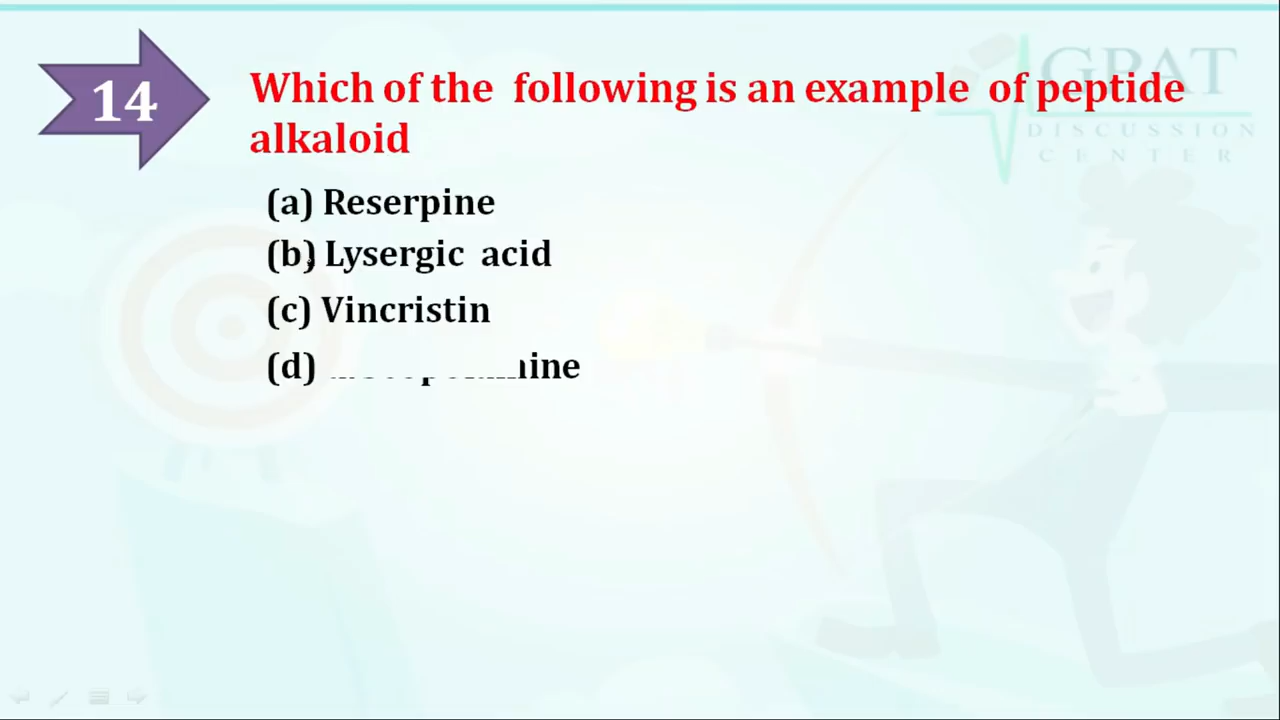 14
Which of the following is an example of peptide
alkaloid
(a) Reserpine
(b) Lysergic acid
(c) Vincristin
(d)
GPAT
DISCUSSION
CENTER